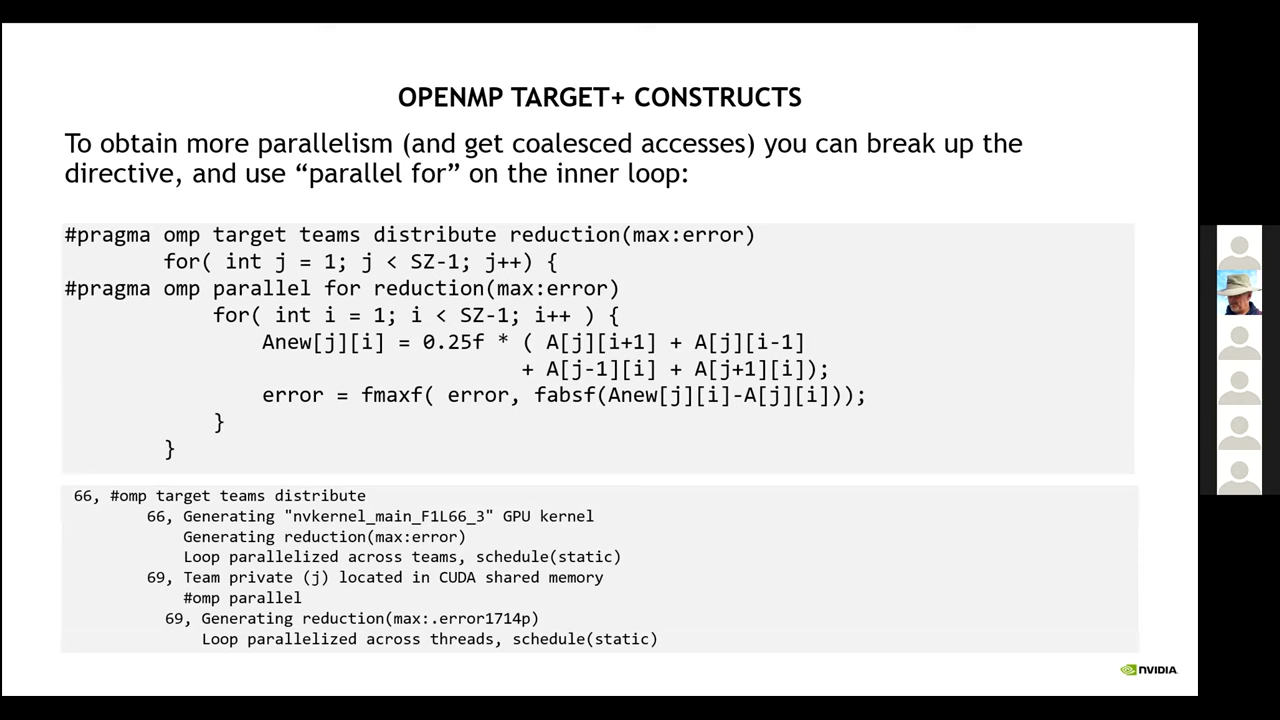 OPENMP TARGET+ CONSTRUCTS
To obtain more parallelism (and get coalesced accesses) you can break up the
directive, and use “parallel for” on the inner loop:
#pragma omp target teams distribute reduction(max:error)
for( int j = 1; j < SZ-1; j++) {
#pragma omp parallel for reduction(max:error)
for( int i = 1; i < SZ-1; i++ ) {
Anew[j][i] = 0.25f * ( A[j][i+1] + A[j][i-1]
+ A[j-1][i] + A[j+1][i]);
error = fmaxf( error, fabsf(Anew[j][i]-A[j][i]));
}
}
66, #omp target teams distribute
66, Generating "nvkernel_main_F1L66_3" GPU kernel
Generating reduction(max:error)
Loop parallelized across teams, schedule(static)
69, Team private (j) located in CUDA shared memory
#omp parallel
69, Generating reduction(max:.error1714p)
Loop parallelized across threads, schedule(static)
NVIDIA